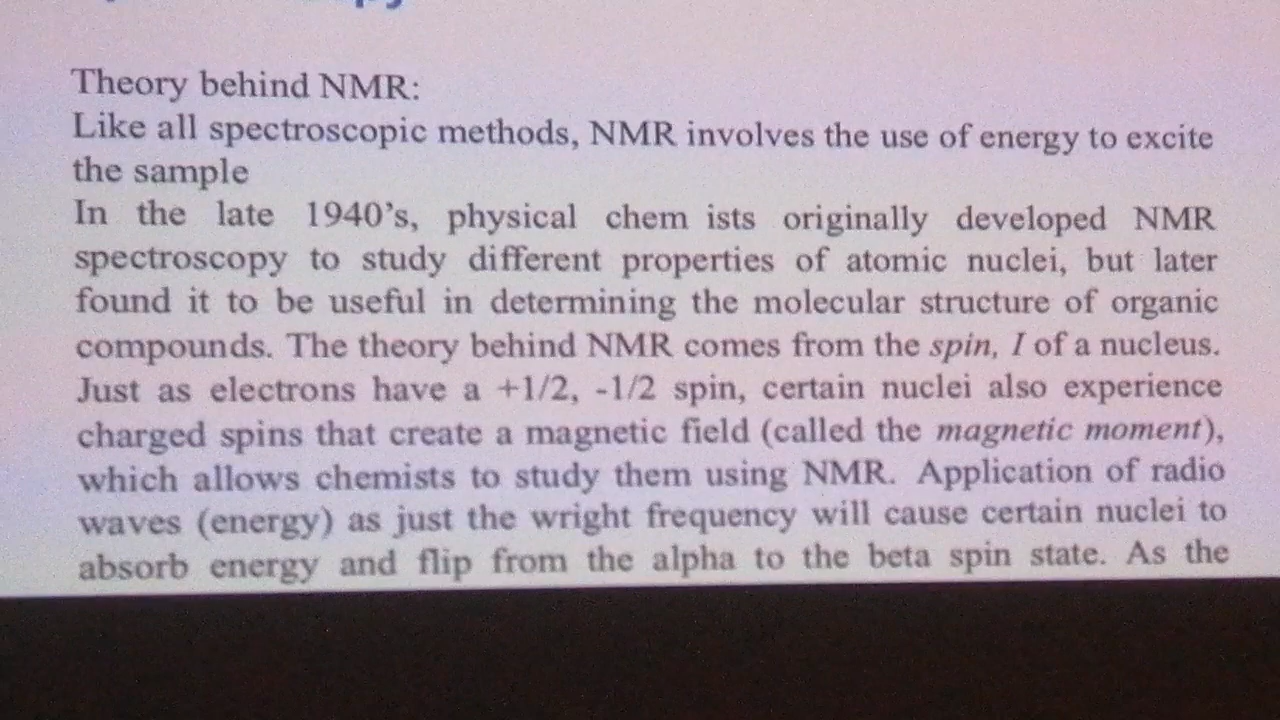 Theory behind NMR:
Like all spectroscopic methods, NMR involves the use of energy to excite
the sample
In the late 1940’s, physical chem ists originally developed NMR
spectroscopy to study different properties of atomic nuclei, but later
found it to be useful in determining the molecular structure of organic
compounds. The theory behind NMR comes from the spin, I of a nucleus.
Just as electrons have a +1/2, -1/2 spin, certain nuclei also experience
charged spins that create a magnetic field (called the magnetic moment),
which allows chemists to study them using NMR. Application of radio
waves (energy) as just the wright frequency will cause certain nuclei to
absorb energy and flip from the alpha to the beta spin state. As the